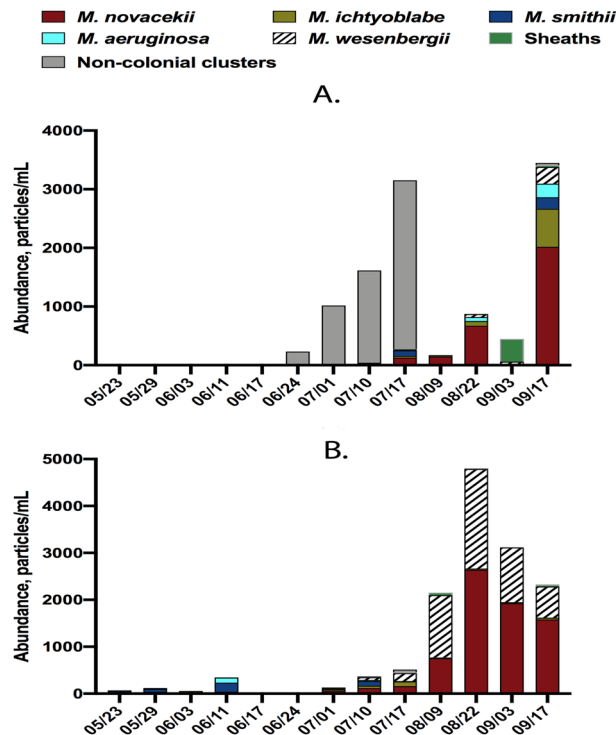 M. novacekii M. ichtyoblabe M. smithii
M. aeruginosa M. wesenbergii Sheaths
Non-colonial clusters
A.
Abundance, particles/mL
4000
3000
2000
1000
0
05/23 05/29 06/03 06/11 06/17 06/24 07/01 07/10 07/17 08/09 08/22 09/03 09/17
B.
Abundance, particles/mL
5000
4000
3000
2000
1000
0
05/23 05/29 06/03 06/11 06/17 06/24 07/01 07/10 07/17 08/09 08/22 09/03 09/17